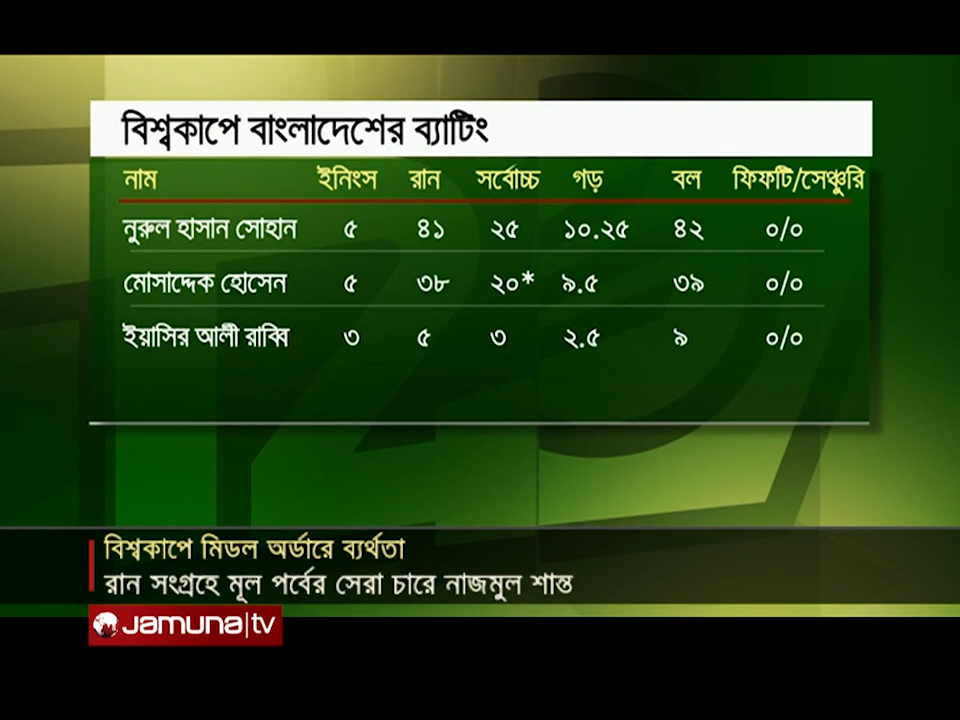 বিশ্বকাপে বাংলাদেশের ব্যাটিং
নাম ইনিংস রান সর্বোচ্চ গড় বল ফিফটি/সেঞ্চুরি
নুরুল হাসান সোহান ৫ ৪১ ২৫ ১০.২৫ ৪২ ০/০
মোসাদ্দেক হোসেন ৫ ৩৮ ২০* ৯.৫ ৩৯ ০/০
ইয়াসির আলী রাব্বি ৩ ৫ ৩ ২.৫ ৯ ০/০
বিশ্বকাপে মিডল অর্ডারে ব্যর্থতা
রান সংগ্রহে মূল পর্বের সেরা চারে নাজমুল শান্ত
Jamuna|tv